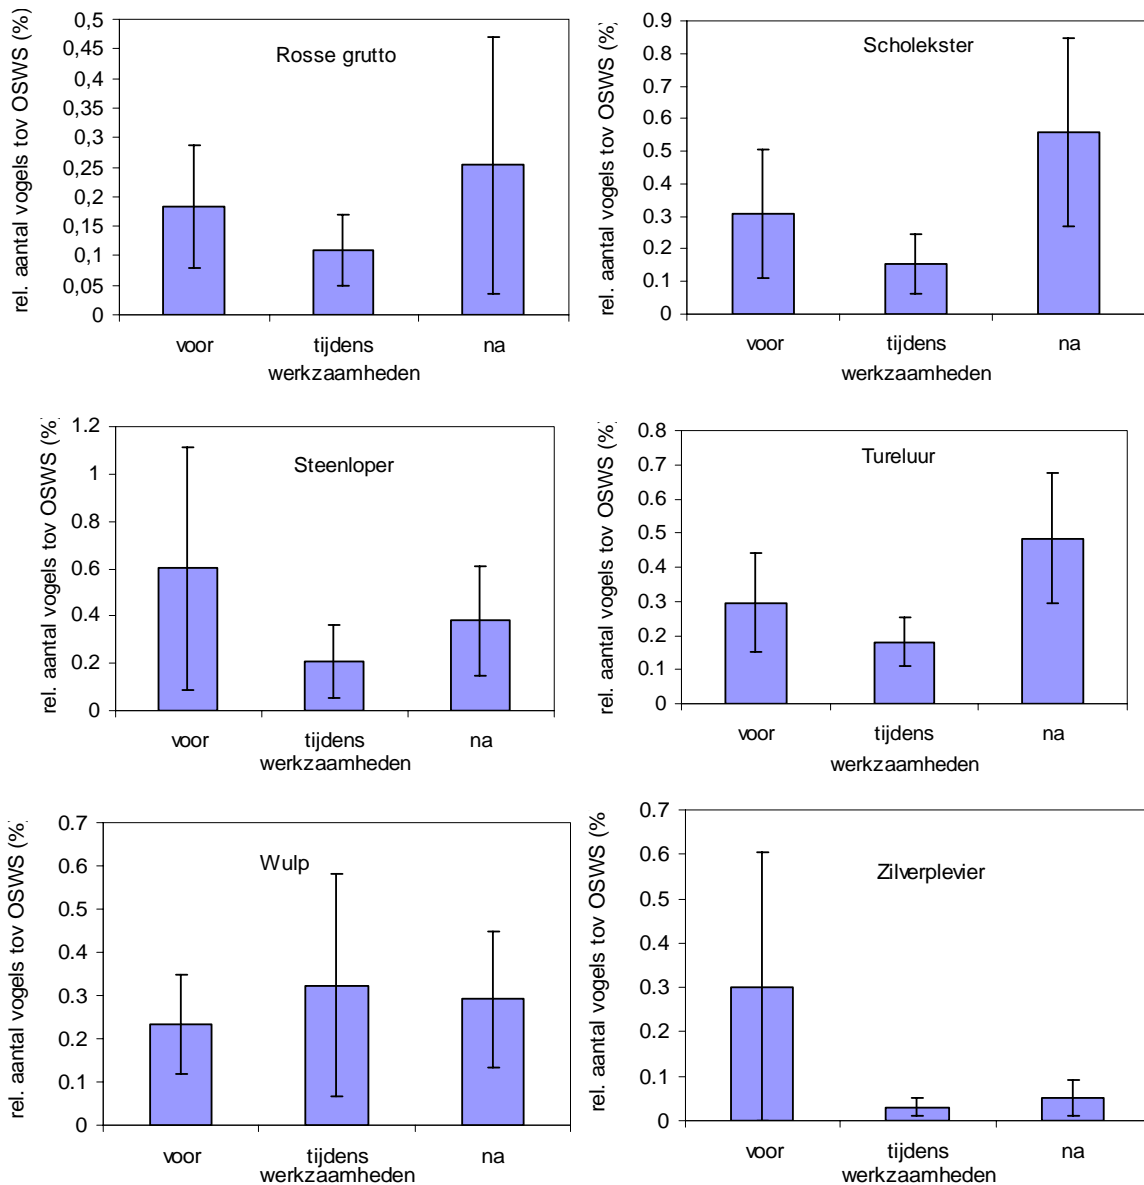 rel. aantal vogels tov OSWS (%)
Rosse grutto
0,5
0,45
0,4
0,35
0,3
0,25
0,2
0,15
0,1
0,05
0
voor tijdens na
werkzaamheden
rel. aantal vogels tov OSWS (%)
Scholekster
0.9
0.8
0.7
0.6
0.5
0.4
0.3
0.2
0.1
0
voor tijdens na
werkzaamheden
rel. aantal vogels tov OSWS (%)
Steenloper
1.2
1
0.8
0.6
0.4
0.2
0
voor tijdens na
werkzaamheden
rel. aantal vogels tov OSWS (%)
Tureluur
0.8
0.7
0.6
0.5
0.4
0.3
0.2
0.1
0
voor tijdens na
werkzaamheden
rel. aantal vogels tov OSWS (%)
Wulp
0.7
0.6
0.5
0.4
0.3
0.2
0.1
0
voor tijdens na
werkzaamheden
rel. aantal vogels tov OSWS (%
Zilverplevier
0.7
0.6
0.5
0.4
0.3
0.2
0.1
0
voor tijdens na
werkzaamheden